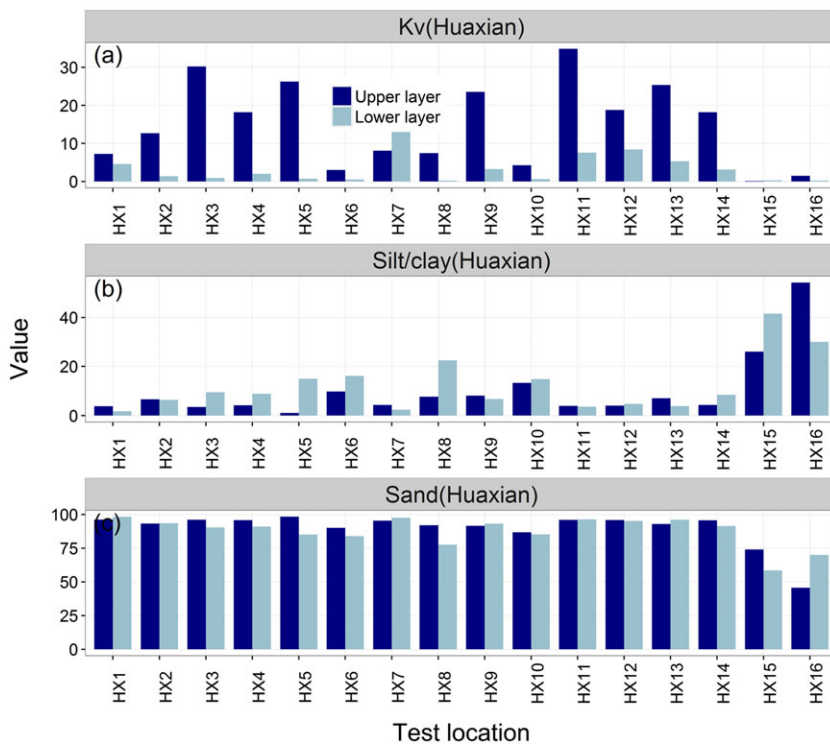 Kv(Huaxian)
(a)
Upper layer
Lower layer
30
20
10
0
HX1 HX2 HX3 HX4 HX5 HX6 HX7 HX8 HX9 HX10 HX11 HX12 HX13 HX14 HX15 HX16
Silt/clay(Huaxian)
(b)
Value
40
20
0
HX1 HX2 HX3 HX4 HX5 HX6 HX7 HX8 HX9 HX10 HX11 HX12 HX13 HX14 HX15 HX16
Sand(Huaxian)
(c)
100
75
50
25
0
HX1 HX2 HX3 HX4 HX5 HX6 HX7 HX8 HX9 HX10 HX11 HX12 HX13 HX14 HX15 HX16
Test location